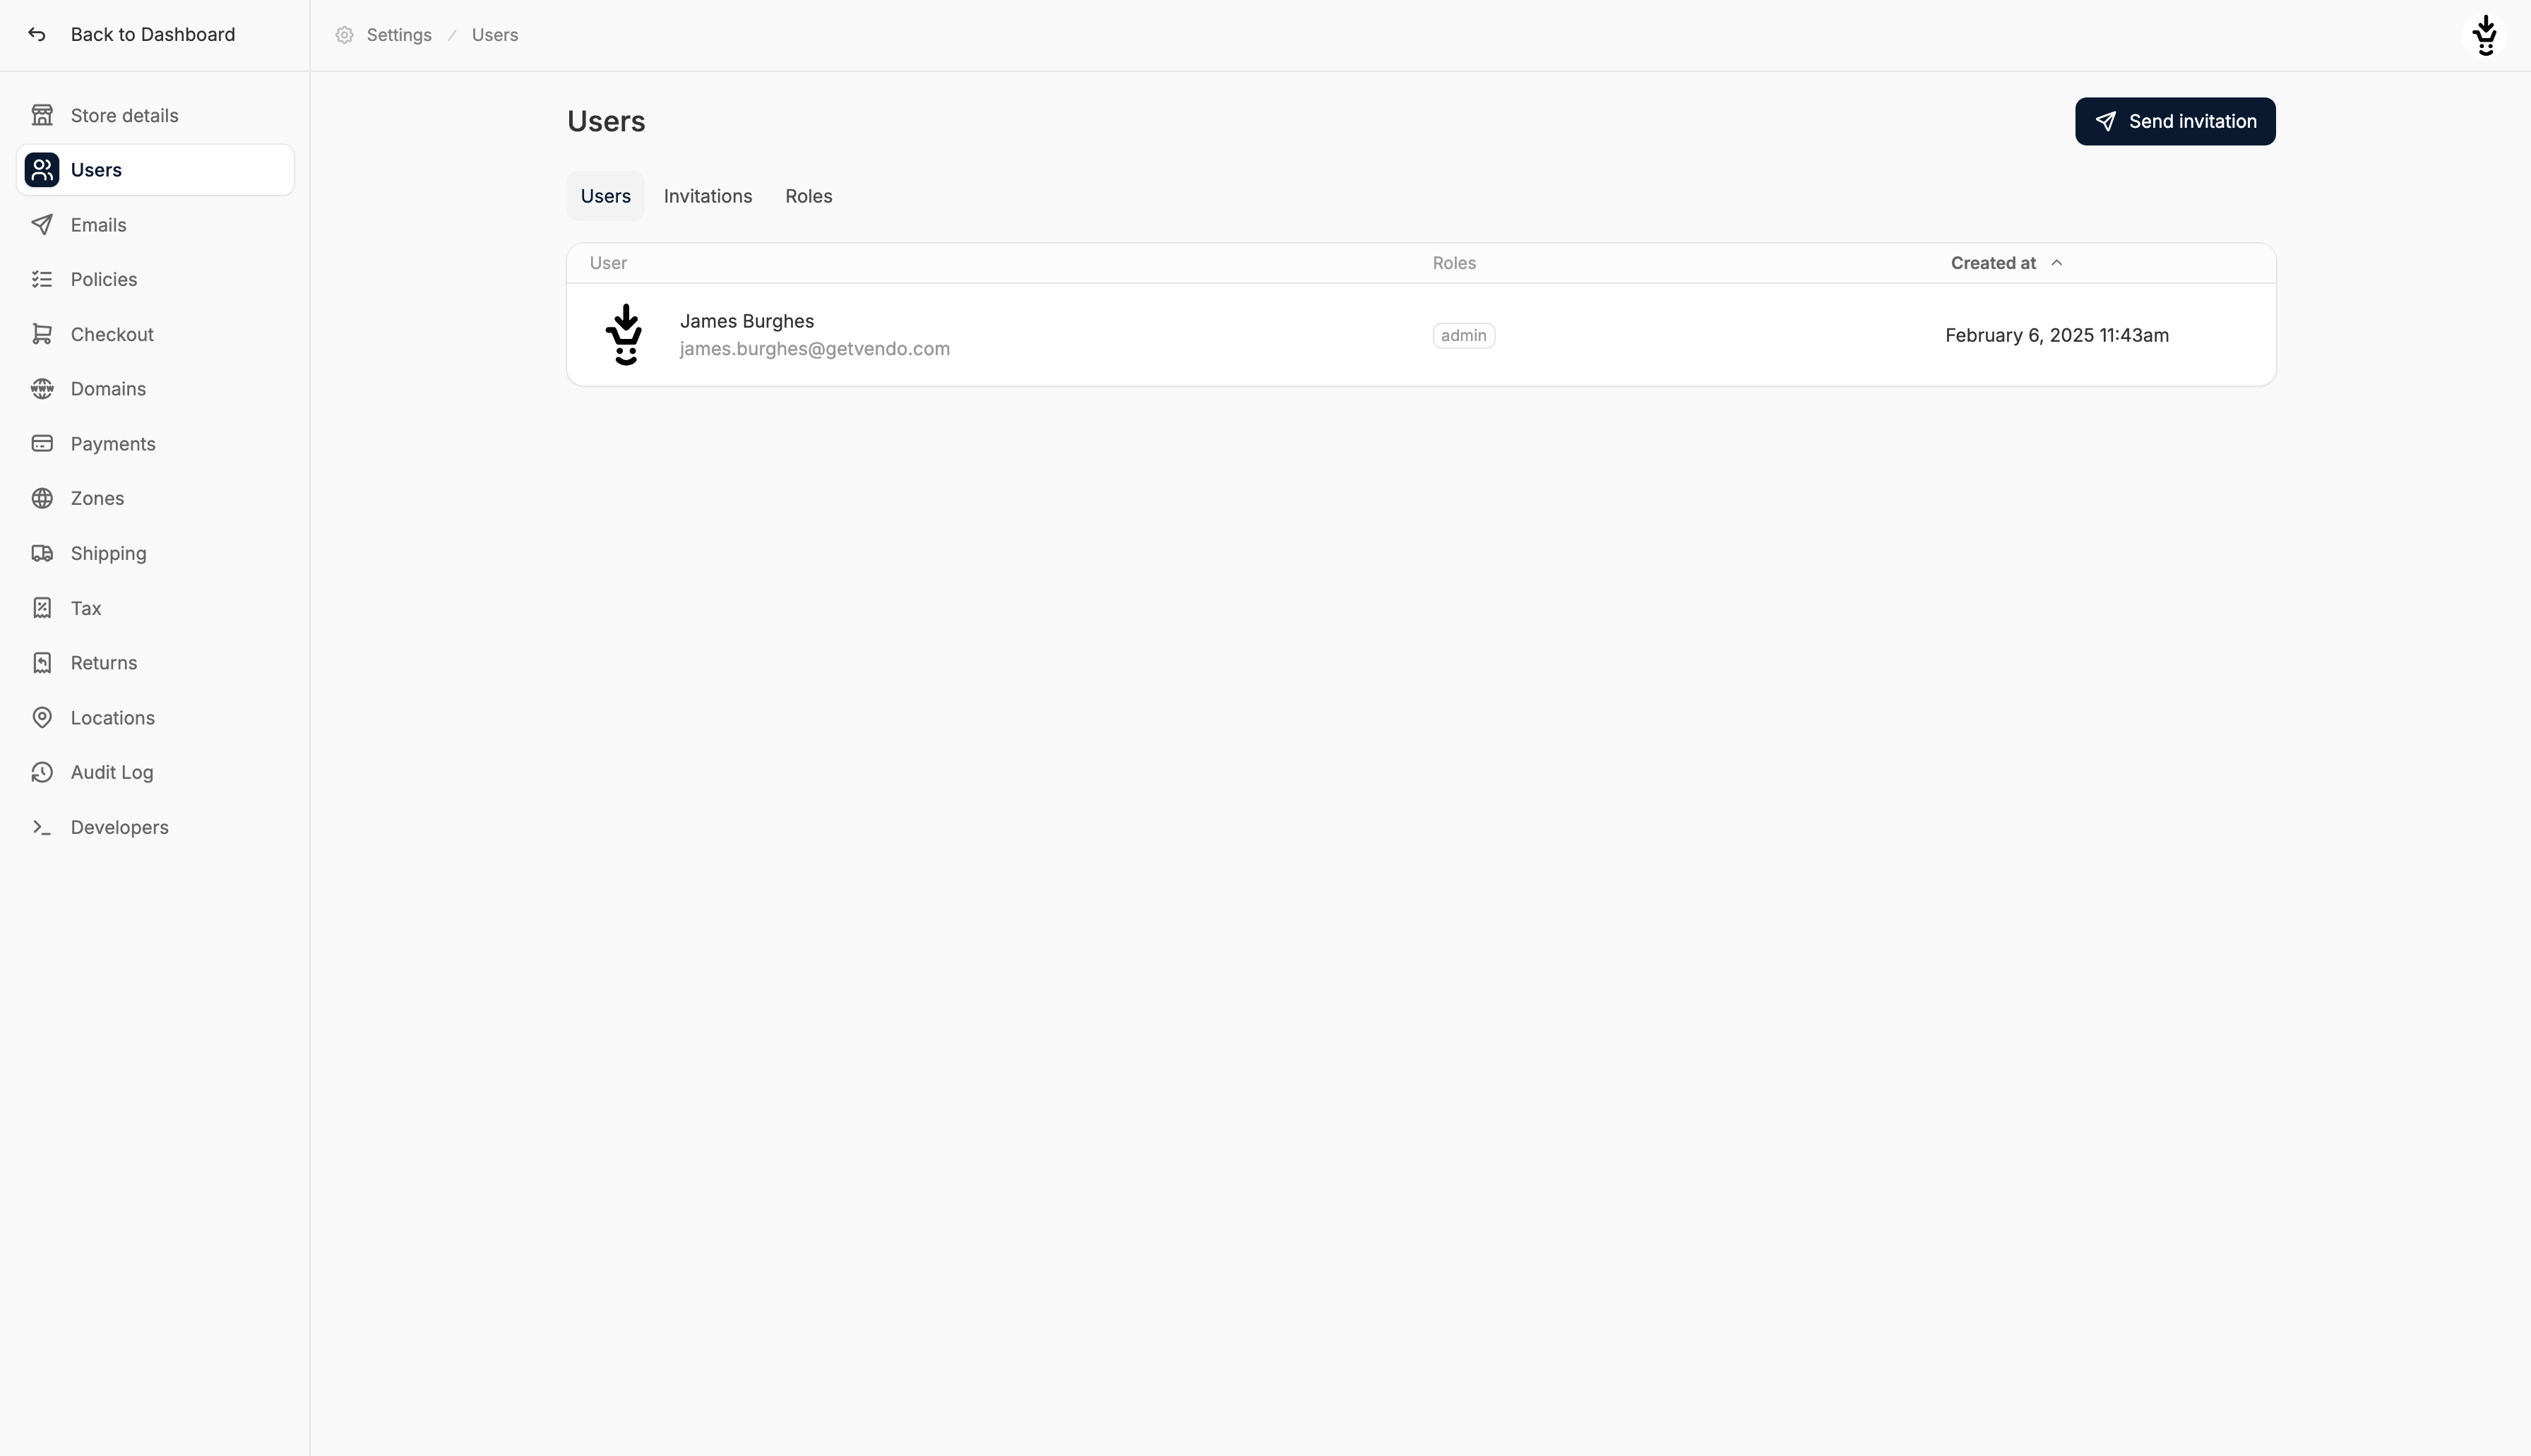 Back to Dashboard
Settings / Users
Store details
Users
Emails
Policies
Checkout
Domains
Payments
Zones
Shipping
Tax
Returns
Locations
Audit Log
Developers
Users
Send invitation
Users Invitations Roles
User Roles Created at
James Burghes
james.burghes@getvendo.com
admin
February 6, 2025 11:43am